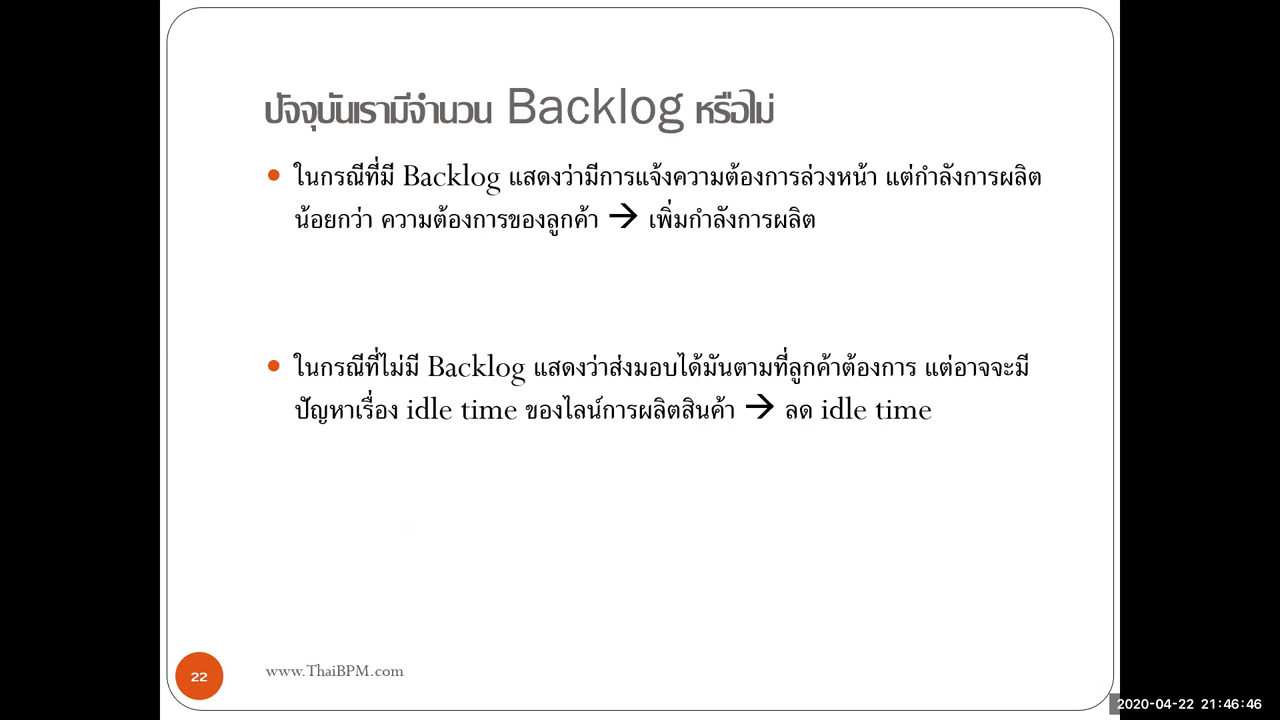 ปัจจุบันเรามีจำนวน Backlog หรือไม่
• ในกรณีที่มี Backlog แสดงว่ามีการแจ้งความต้องการล่วงหน้า แต่กำลังการผลิต
น้อยกว่า ความต้องการของลูกค้า → เพิ่มกำลังการผลิต
• ในกรณีที่ไม่มี Backlog แสดงว่าส่งมอบได้มันตามที่ลูกค้าต้องการ แต่อาจจะมี
ปัญหาเรื่อง idle time ของไลน์การผลิตสินค้า → ลด idle time
22
www.ThaiBPM.com
2020-04-22 21:46:46